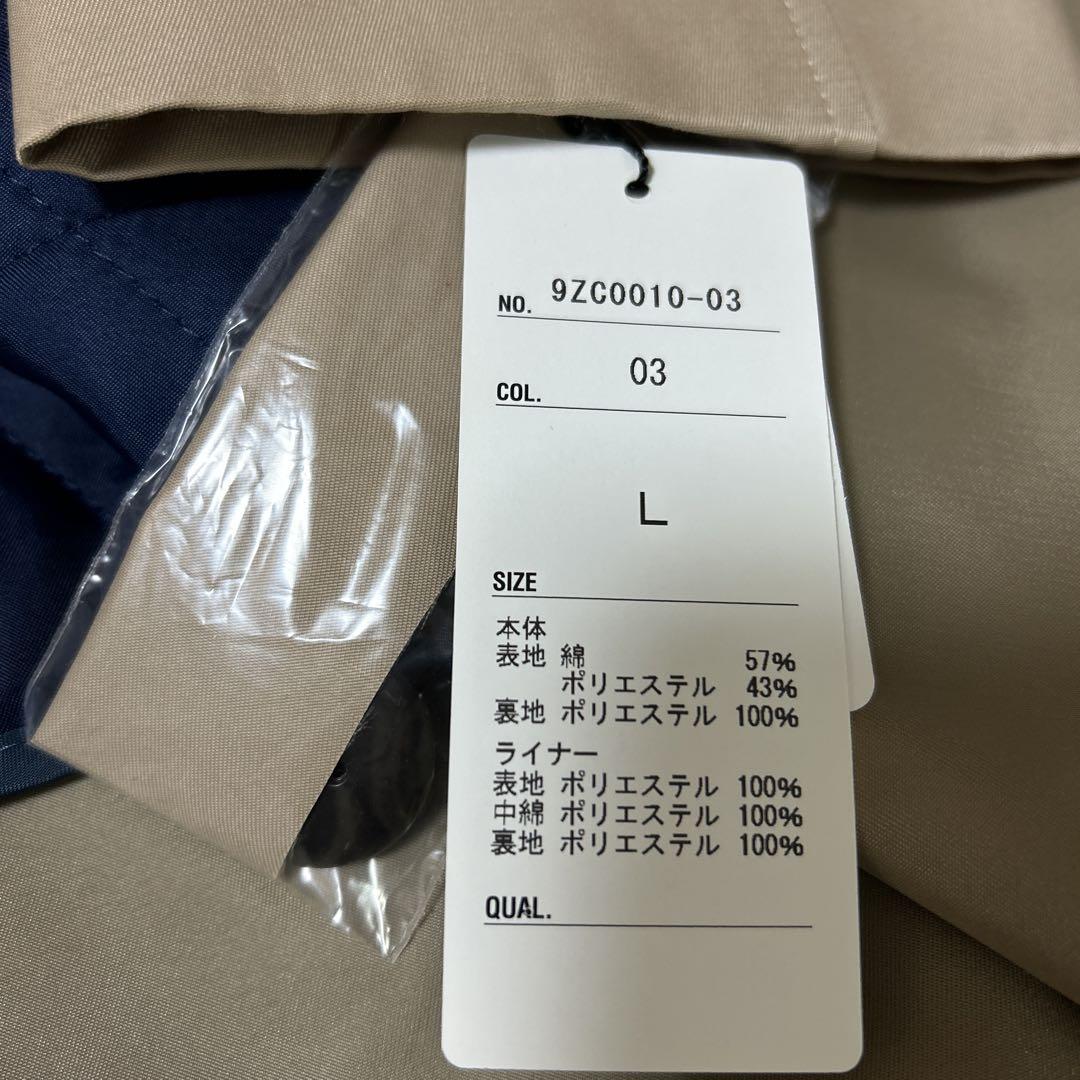 NO. 9ZC0010-03
COL. 03
L
SIZE
本体
表地 綿 57%
ポリエステル 43%
裏地 ポリエステル 100%
ライナー
表地 ポリエステル 100%
中綿 ポリエステル 100%
裏地 ポリエステル 100%
QUAL.